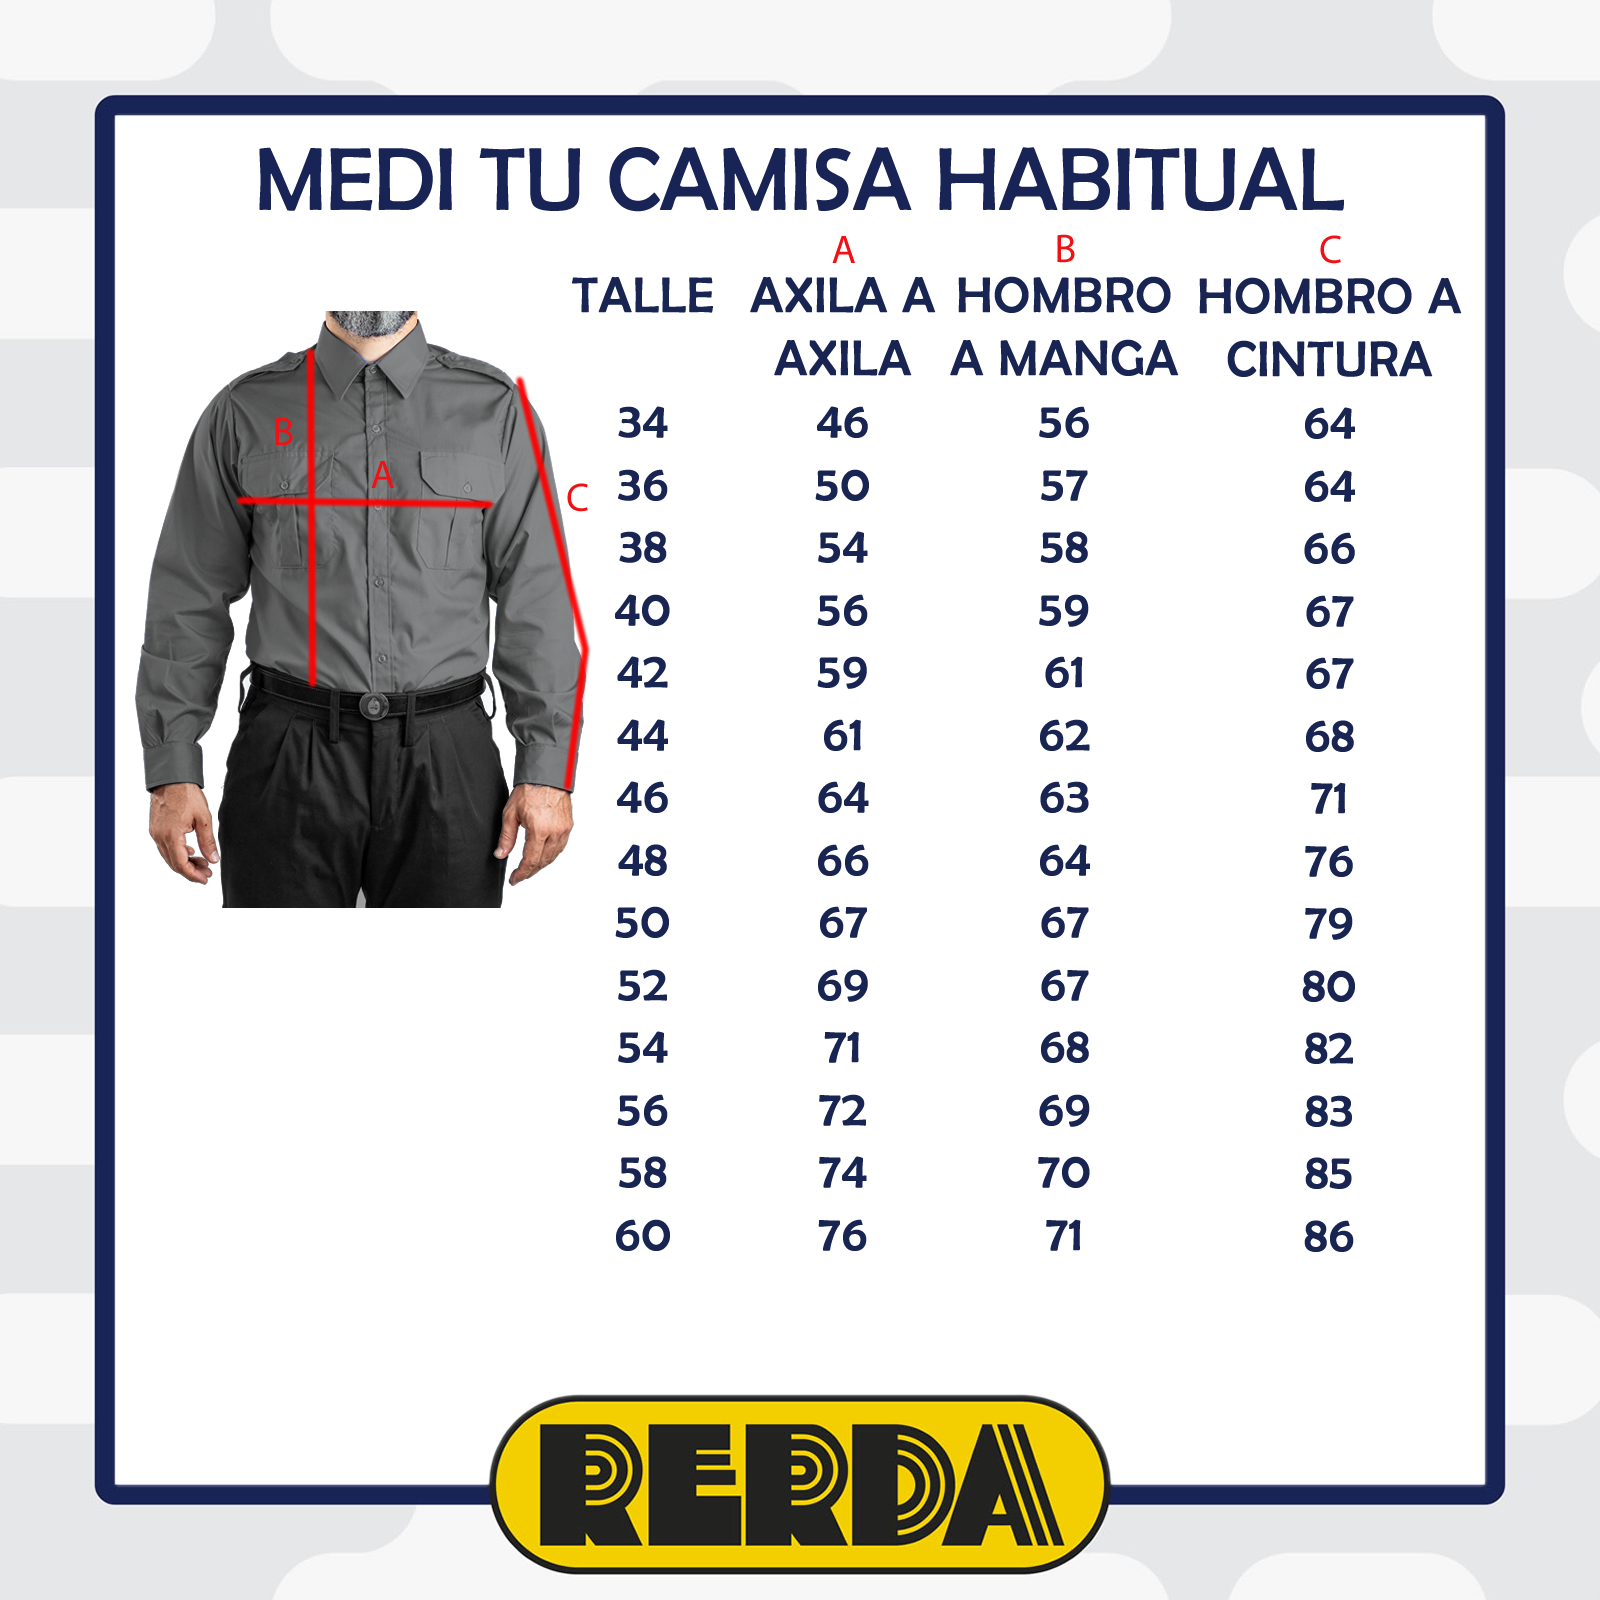 MEDI TU CAMISA HABITUAL
A B C
TALLE AXILA A AXILA HOMBRO A MANGA HOMBRO A CINTURA
34 46 56 64
36 50 57 64
38 54 58 66
40 56 59 67
42 59 61 67
44 61 62 68
46 64 63 71
48 66 64 76
50 67 67 79
52 69 67 80
54 71 68 82
56 72 69 83
58 74 70 85
60 76 71 86
B
A
C
RERDA